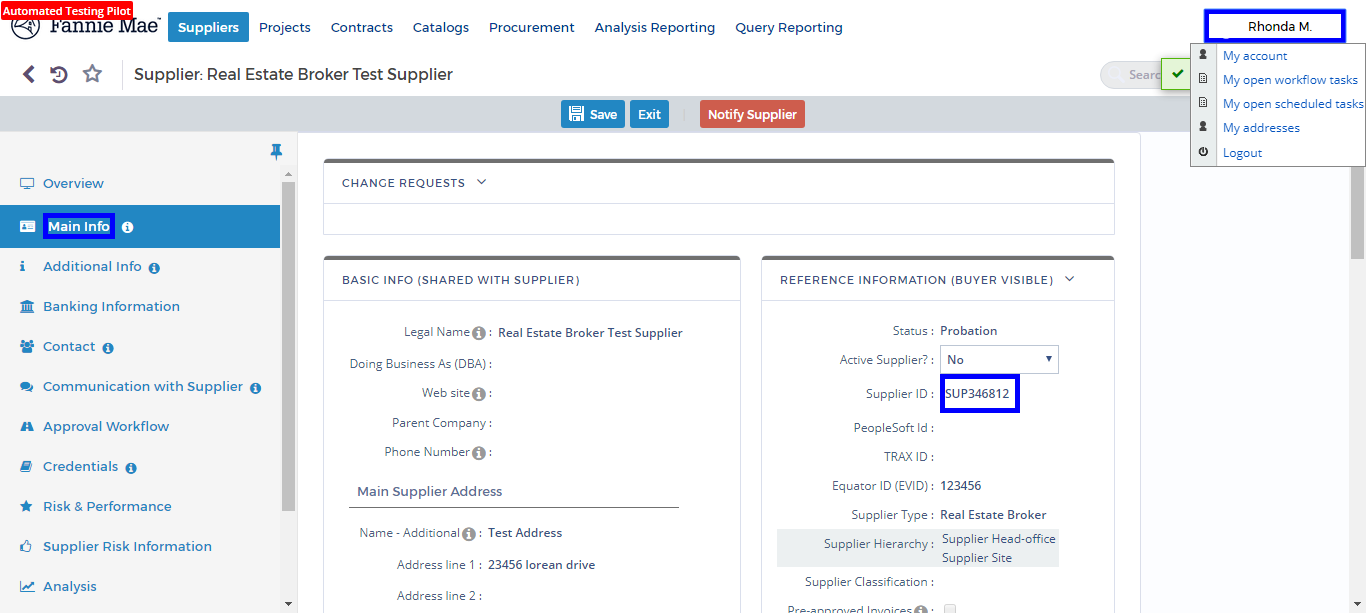 Automated Testing Pilot
Fannie Mae
Suppliers Projects Contracts Catalogs Procurement Analysis Reporting Query Reporting
Rhonda M.
My account
My open workflow tasks
My open scheduled tasks
My addresses
Logout
Supplier: Real Estate Broker Test Supplier
Save Exit Notify Supplier
Overview
Main Info
Additional Info
Banking Information
Contact
Communication with Supplier
Approval Workflow
Credentials
Risk & Performance
Supplier Risk Information
Analysis
CHANGE REQUESTS
BASIC INFO (SHARED WITH SUPPLIER)
Legal Name : Real Estate Broker Test Supplier
Doing Business As (DBA) :
Web site :
Parent Company :
Phone Number :
Main Supplier Address
Name - Additional : Test Address
Address line 1 : 23456 lorean drive
Address line 2 :
REFERENCE INFORMATION (BUYER VISIBLE)
Status : Probation
Active Supplier? : No
Supplier ID : SUP346812
PeopleSoft Id :
TRAX ID :
Equator ID (EVID) : 123456
Supplier Type : Real Estate Broker
Supplier Hierarchy : Supplier Head-office
Supplier Site
Supplier Classification :
Pre-approved Invoices :